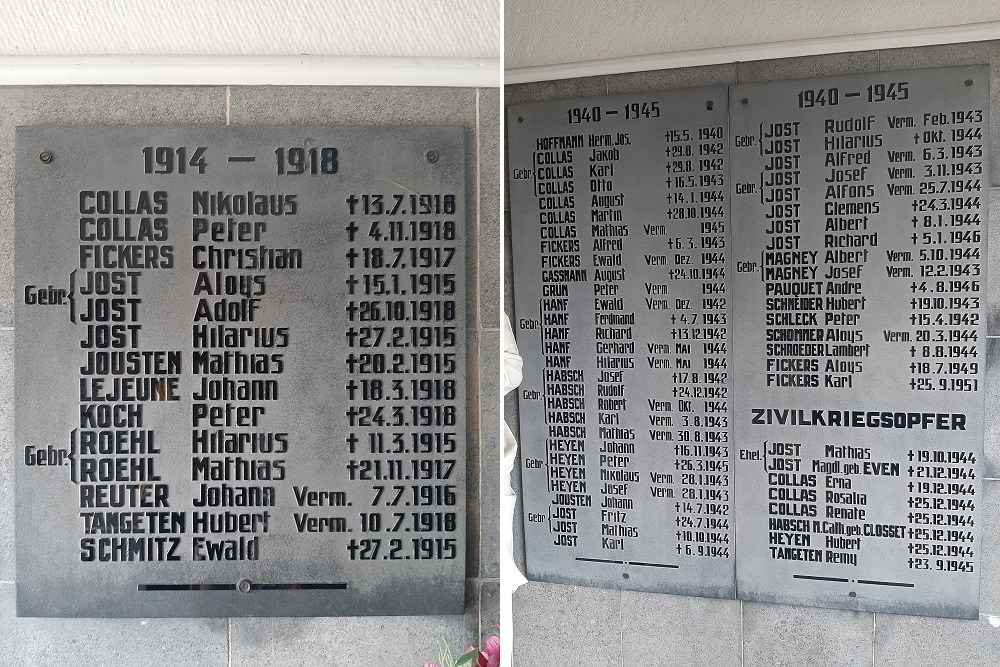 1914 – 1918
COLLAS Nikolaus †13.7.1918
COLLAS Peter † 4.11.1918
FICKERS Christian †18.7.1917
Gebr. JOST Aloys †15.1.1915
JOST Adolf †26.10.1918
JOST Hilarius †27.2.1915
JOUSTEN Mathias †20.2.1915
LEJEUNE Johann †18.3.1918
KOCH Peter †24.3.1918
Gebr. ROEHL Hilarius † 11.3.1915
ROEHL Mathias †21.11.1917
REUTER Johann Verm. 7.7.1916
TANGETEN Hubert Verm. 10.7.1918
SCHMITZ Ewald †27.2.1915
1940 – 1945
HOFFMANN Herm.Jos. †15.5.1940
Gebr. COLLAS Jakob †29.8.1942
COLLAS Karl †29.8.1942
COLLAS Otto †16.5.1943
COLLAS August †14.1.1944
COLLAS Martin †28.10.1944
COLLAS Mathias Verm. 1945
FICKERS Alfred †6.3.1943
FICKERS Ewald Verm. Dez. 1944
GASSMANN August †24.10.1944
GRÜN Peter Verm. 1944
Gebr. HANF Ewald Verm. Dez 1942
HANF Ferdinand † 4.7.1943
HANF Richard †13.12.1942
HANF Gerhard Verm. MAI 1944
HANF Hilarius Verm. MAI 1944
Gebr. HABSCH Josef †17.8.1942
HABSCH Rudolf †24.12.1942
HABSCH Robert Verm. Okt. 1944
HABSCH Karl Verm. 3.8.1943
HABSCH Mathias Verm. 30.8.1943
Gebr. HEYEN Johann †16.11.1943
HEYEN Peter †26.3.1945
HEYEN Nikolaus Verm. 28.1.1943
HEYEN Josef Verm. 28.1.1943
JOUSTEN Johann †14.7.1942
Gebr. JOST Fritz †24.7.1944
JOST Mathias †10.10.1944
JOST Karl † 6.9.1944
1940 – 1945
Gebr. JOST Rudolf Verm. Feb.1943
JOST Hilarius † Okt. 1944
JOST Alfred Verm. 6.3.1943
Gebr. JOST Josef Verm. 3.11.1943
JOST Alfons Verm. 25.7.1944
JOST Clemens †24.3.1944
JOST Albert † 8.1.1944
JOST Richard † 5.1.1946
Gebr. MAGNEY Albert Verm. 5.10.1944
MAGNEY Josef Verm. 12.2.1943
PAUQUET Andre †4.8.1946
SCHNEIDER Hubert †19.10.1943
SCHLECK Peter †15.4.1942
SCHOMMER Aloys Verm. 20.3.1944
SCHROEDER Lambert † 8.8.1944
FICKERS Aloys †18.7.1949
FICKERS Karl †25.9.1951
ZIVILKRIEGSOPFER
Ehel. JOST Mathias †19.10.1944
JOST Magdl. geb. EVEN †21.12.1944
COLLAS Erna †19.12.1944
COLLAS Rosalia †25.12.1944
COLLAS Renate †25.12.1944
HABSCH M.Cath.geb.CLOSSET †25.12.1944
HEYEN Hubert †25.12.1944
TANGETEN Remy †23.9.1945